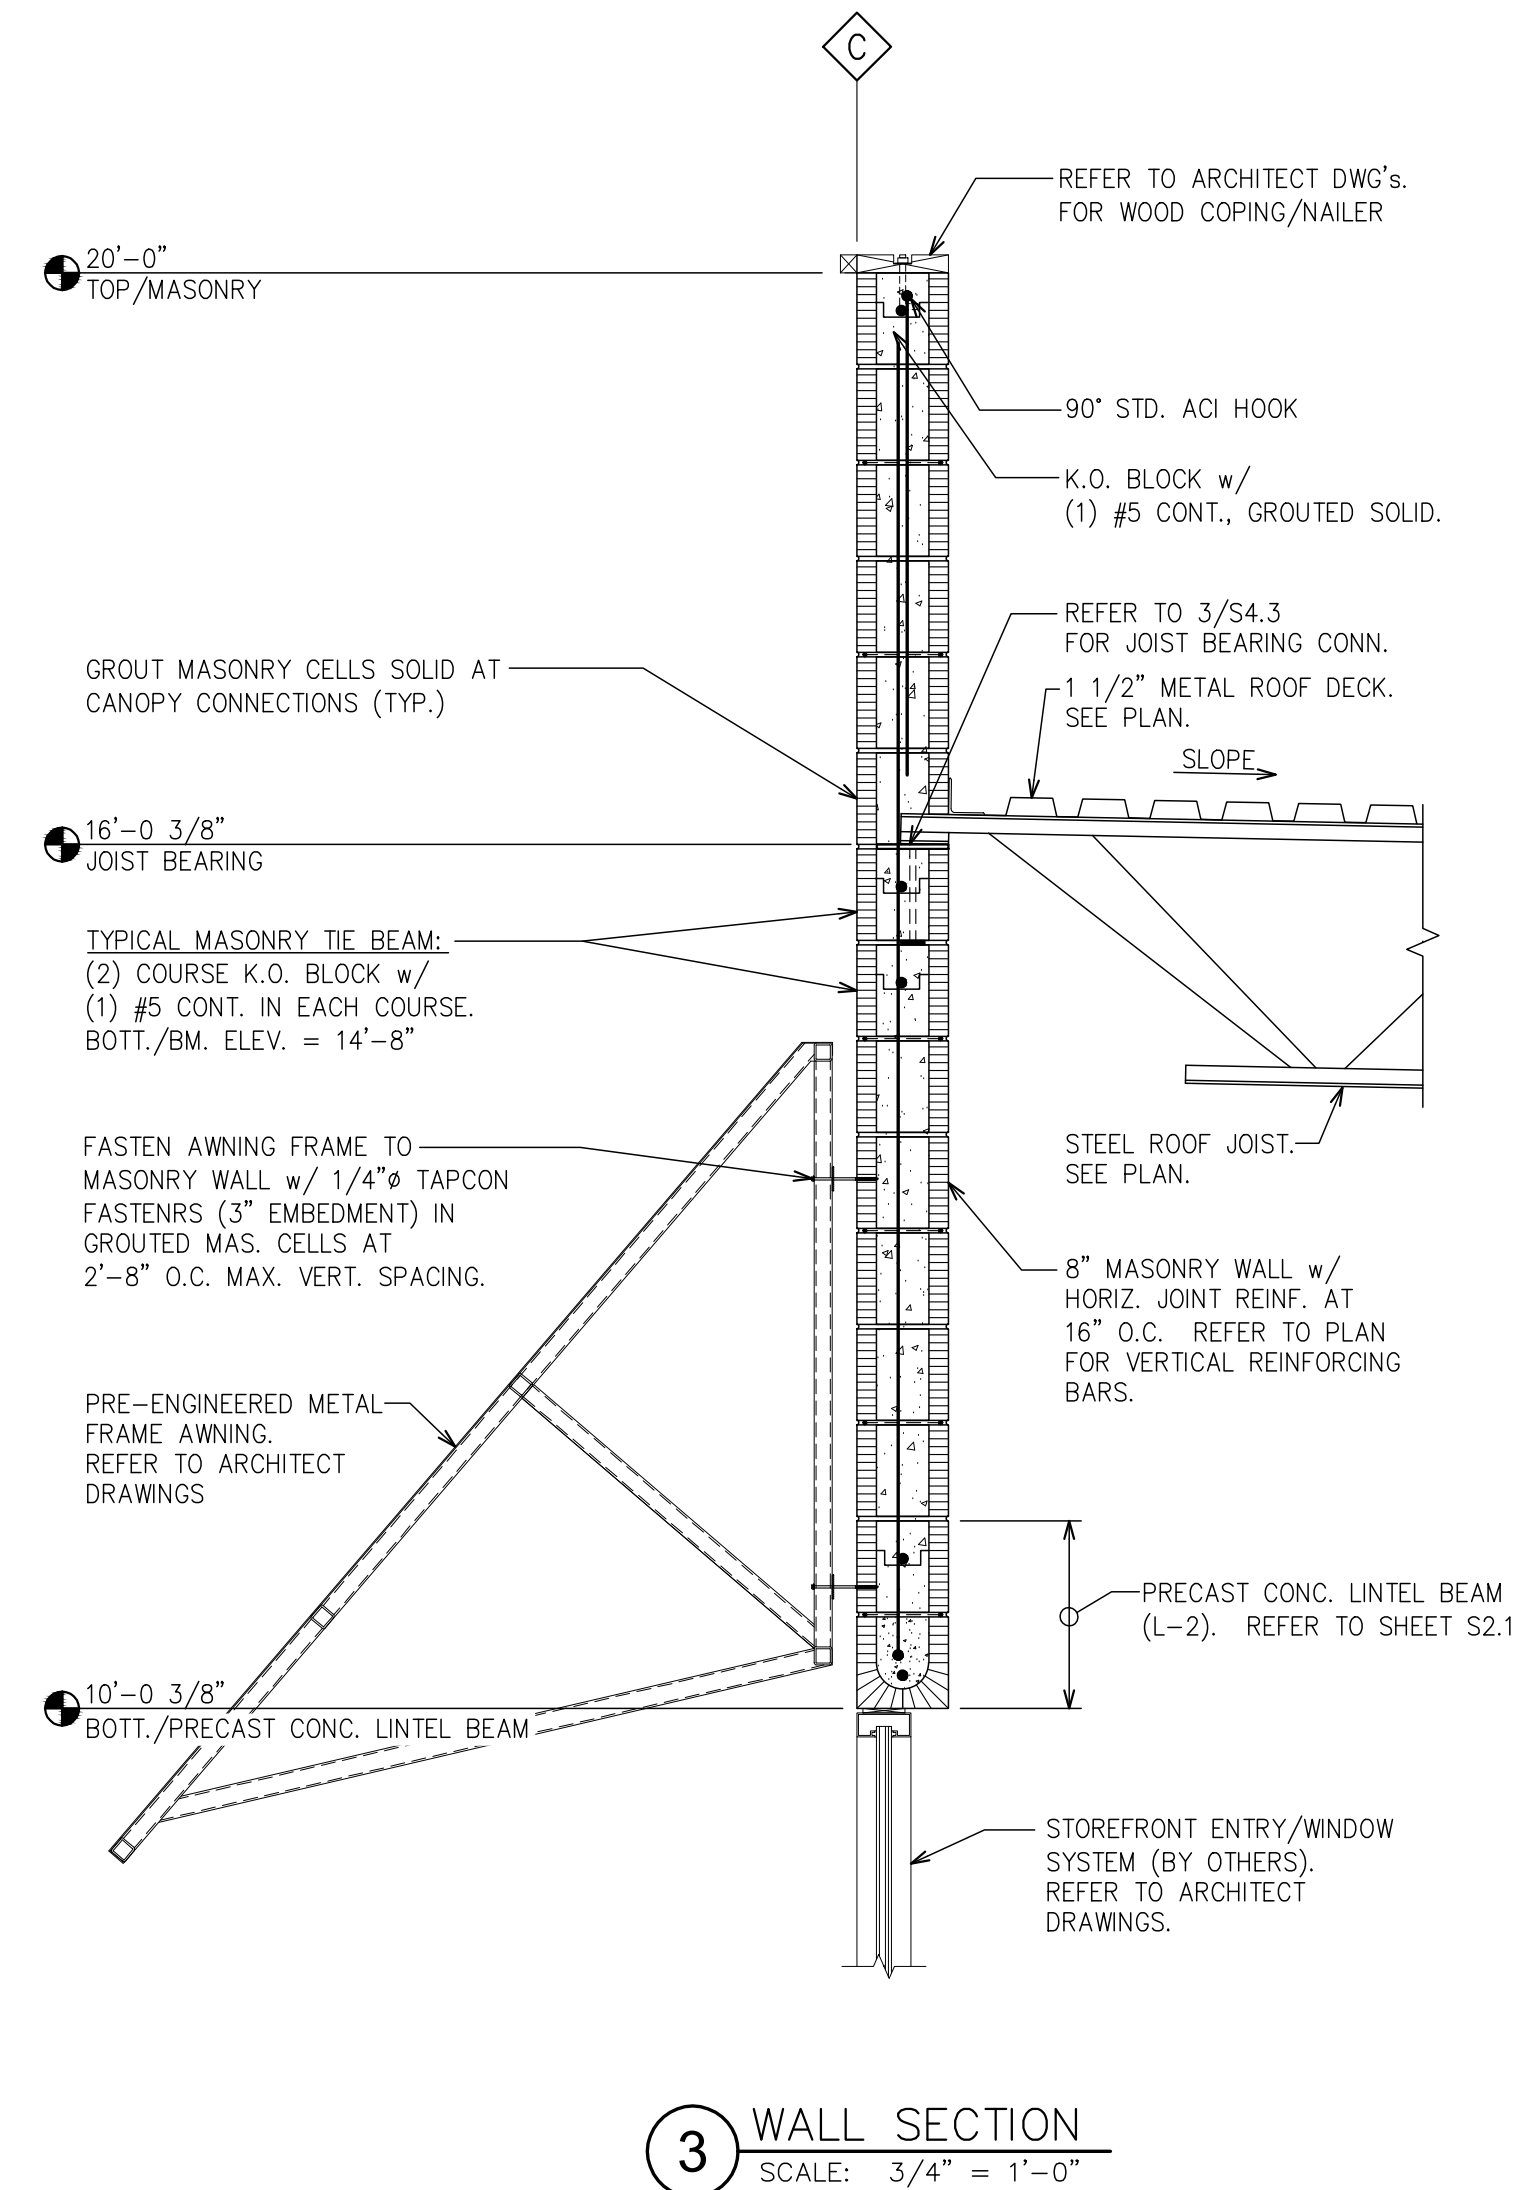 C
REFER TO ARCHITECT DWG's.
FOR WOOD COPING/NAILER
20'-0"
TOP/MASONRY
90° STD. ACI HOOK
K.O. BLOCK w/
(1) #5 CONT., GROUTED SOLID.
REFER TO 3/S4.3
FOR JOIST BEARING CONN.
GROUT MASONRY CELLS SOLID AT
CANOPY CONNECTIONS (TYP.)
1 1/2" METAL ROOF DECK.
SEE PLAN.
SLOPE
16'-0 3/8"
JOIST BEARING
TYPICAL MASONRY TIE BEAM:
(2) COURSE K.O. BLOCK w/
(1) #5 CONT. IN EACH COURSE.
BOTT./BM. ELEV. = 14'-8"
FASTEN AWNING FRAME TO
MASONRY WALL w/ 1/4"ø TAPCON
FASTENRS (3" EMBEDMENT) IN
GROUTED MAS. CELLS AT
2'-8" O.C. MAX. VERT. SPACING.
STEEL ROOF JOIST.
SEE PLAN.
8" MASONRY WALL w/
HORIZ. JOINT REINF. AT
16" O.C. REFER TO PLAN
FOR VERTICAL REINFORCING
BARS.
PRE-ENGINEERED METAL
FRAME AWNING.
REFER TO ARCHITECT
DRAWINGS
PRECAST CONC. LINTEL BEAM
(L-2). REFER TO SHEET S2.1
10'-0 3/8"
BOTT./PRECAST CONC. LINTEL BEAM
STOREFRONT ENTRY/WINDOW
SYSTEM (BY OTHERS).
REFER TO ARCHITECT
DRAWINGS.
3
WALL SECTION
SCALE: 3/4" = 1'-0"